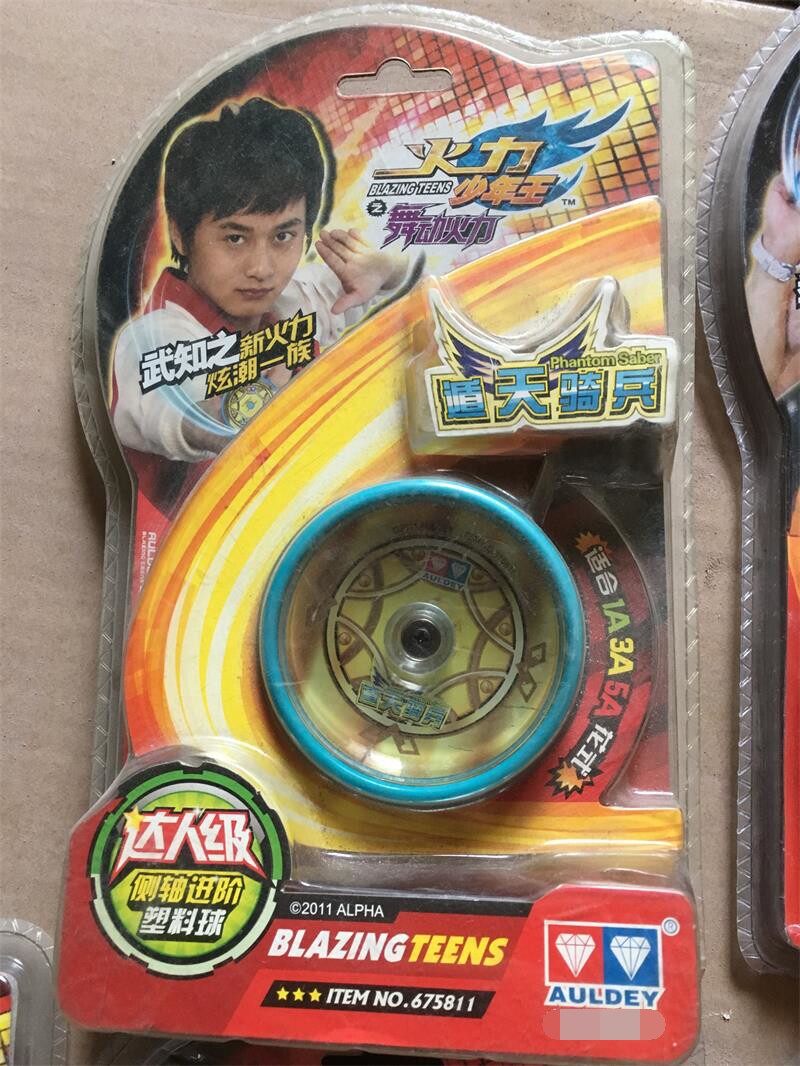 火力
BLAZING TEENS 少年王 TM
之 舞动火力
武知之新火力
炫潮一族
Phantom Saber
遁天骑兵
AULDEY
遁天骑兵
适合1A 3A 5A花式
达人级
侧轴进阶
塑料球
©2011 ALPHA
BLAZING TEENS
ITEM NO.675811
®
AULDEY